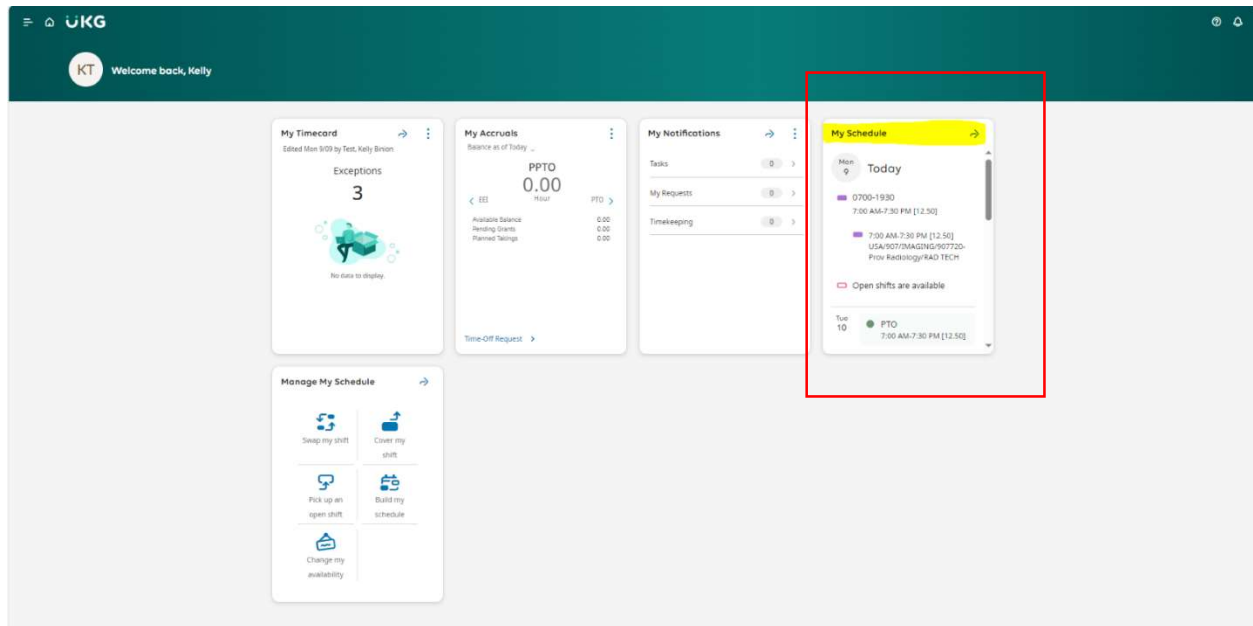 UKG
KT Welcome back, Kelly
My Timecard
Edited Mon 9/09 by Test, Kelly Binion
Exceptions
3
No data to display.
My Accruals
Balance as of Today
PPTO
0.00
Hour
EEI
PTO
Available Balance 0.00
Pending Grants 0.00
Planned Takings 0.00
Time-Off Request
My Notifications
Tasks 0
My Requests 0
Timekeeping 0
My Schedule
Mon
9
Today
0700-1930
7:00 AM-7:30 PM [12.50]
7:00 AM-7:30 PM [12.50]
USA/907/IMAGING/907720-
Prov Radiology/RAD TECH
Open shifts are available
Tue
10
PTO
7:00 AM-7:30 PM [12.50]
Manage My Schedule
Swap my shift
Cover my
shift
Pick up an
open shift
Build my
schedule
Change my
availability